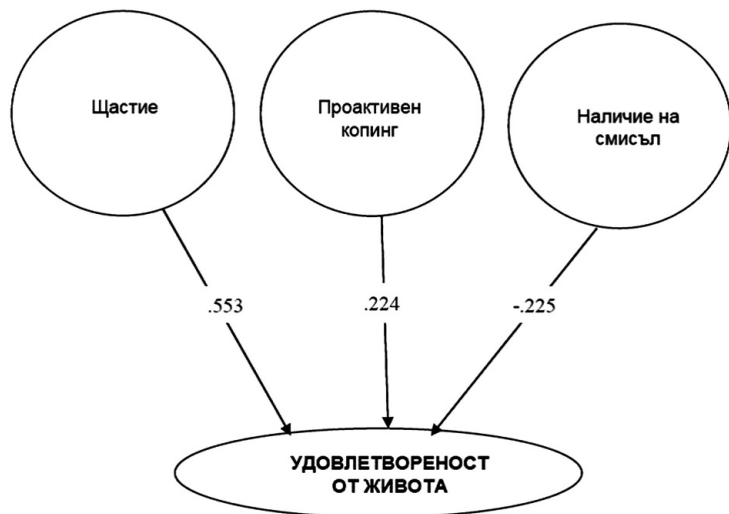 Щастие
Проактивен
копинг
Наличие на
смисъл
.553
.224
-.225
УДОВЛЕТВОРЕНОСТ
ОТ ЖИВОТА